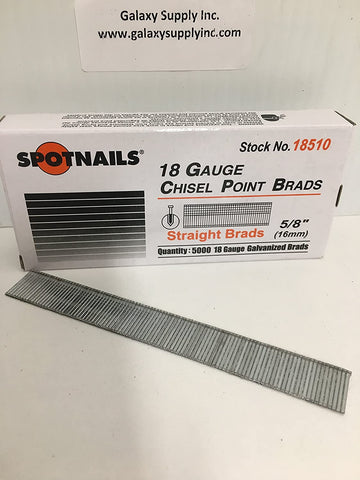 Galaxy Supply Inc.
www.galaxysupplyinc.com
SPOTNAILS®
Stock No. 18510
18 GAUGE
CHISEL POINT BRADS
Straight Brads
5/8"
(16mm)
Quantity: 5000 18 Gauge Galvanized Brads